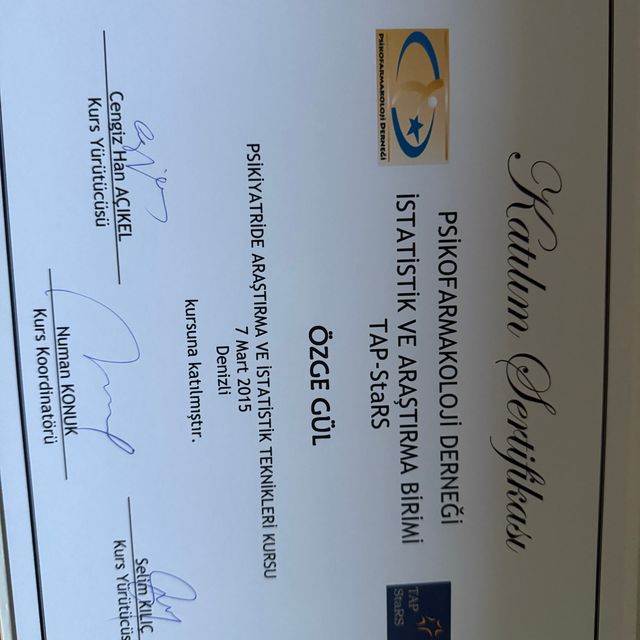 Katılım Sertifikası
PSİKOFARMAKOLOJİ DERNEĞİ
PSİKOFARMAKOLOJİ DERNEĞİ
İSTATİSTİK VE ARAŞTIRMA BİRİMİ
TAP-StaRS
TAP
StaRS
ÖZGE GÜL
PSİKİYATRİDE ARAŞTIRMA VE İSTATİSTİK TEKNİKLERİ KURSU
7 Mart 2015
Denizli
kursuna katılmıştır.
Cengiz Han AÇIKEL
Kurs Yürütücüsü
Numan KONUK
Kurs Koordinatörü
Selim KILIÇ
Kurs Yürütücüs